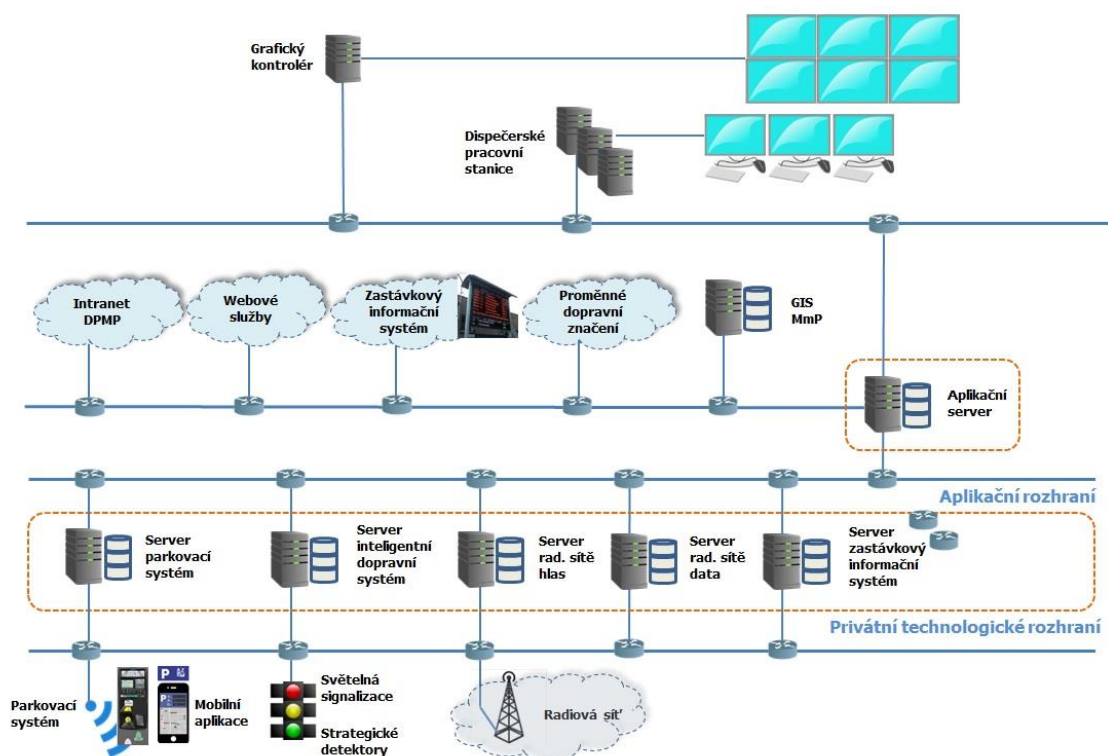 Grafický
kontrolér
Dispečerské
pracovní
stanice
Intranet
DPMP
Webové
služby
Zastávkový
informační
systém
Proměnné
dopravní
značení
GIS
MmP
Aplikační
server
Aplikační rozhraní
Server
parkovací
systém
Server
inteligentní
dopravní
systém
Server
rad. sítě
hlas
Server
rad. sítě
data
Server
zastávkový
informační
systém
Privátní technologické rozhraní
Parkovací
systém
P
Mobilní
aplikace
Světelná
signalizace
Strategické
detektory
Radiová síť